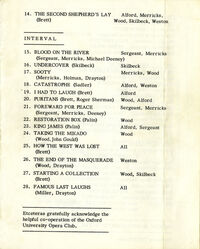 14. THE SECOND SHEPHERD'S LAY Alford, Merricks,
(Brett) Wood, Skilbeck, Weston
INTERVAL
15. BLOOD ON THE RIVER Sergeant, Merricks
(Sergeant, Merricks, Michael Deeney)
16. UNDERCOVER (Skilbeck) Skilbeck
17. SOOTY Merricks, Wood
(Merricks, Holman, Drayton)
18. CATASTROPHE (Sadler) Alford, Weston
19. I HAD TO LAUGH (Brett) Alford
20. PURITANS (Brett, Roger Sherman) Wood, Alford
21. FORWARD FOR PEACE Sergeant, Merricks
(Sergeant, Merricks, Deeney)
22. RESTORATION BOX (Palin) Wood
23. KING JAMES (Palin) Alford, Sergeant
24. TAKING THE MICADO Wood
(Wood, John Gould)
25. HOW THE WEST WAS LOST All
(Brett)
26. THE END OF THE MASQUERADE Weston
(Wood, Drayton)
27. STARTING A COLLECTION Wood, Skilbeck
(Brett)
28. FAMOUS LAST LAUGHS All
(Miller, Drayton)
Etceteras gratefully acknowledge the
helpful co-operation of the Oxford
University Opera Club.